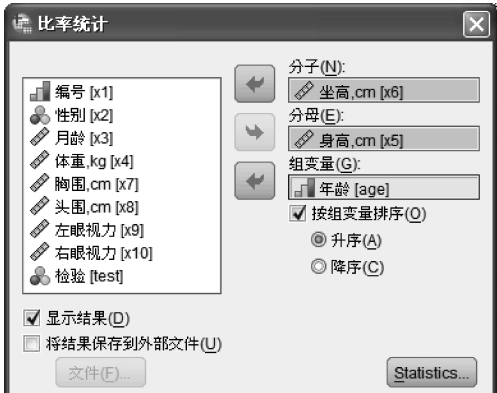 比率统计
编号 [x1]
性别 [x2]
月龄 [x3]
体重,kg [x4]
胸围,cm [x7]
头围,cm [x8]
左眼视力 [x9]
右眼视力 [x10]
检验 [test]
分子(N):
坐高,cm [x6]
分母(E):
身高,cm [x5]
组变量(G):
年龄 [age]
按组变量排序(O)
升序(A)
降序(C)
显示结果(D)
将结果保存到外部文件(U)
文件(F)...
Statistics...